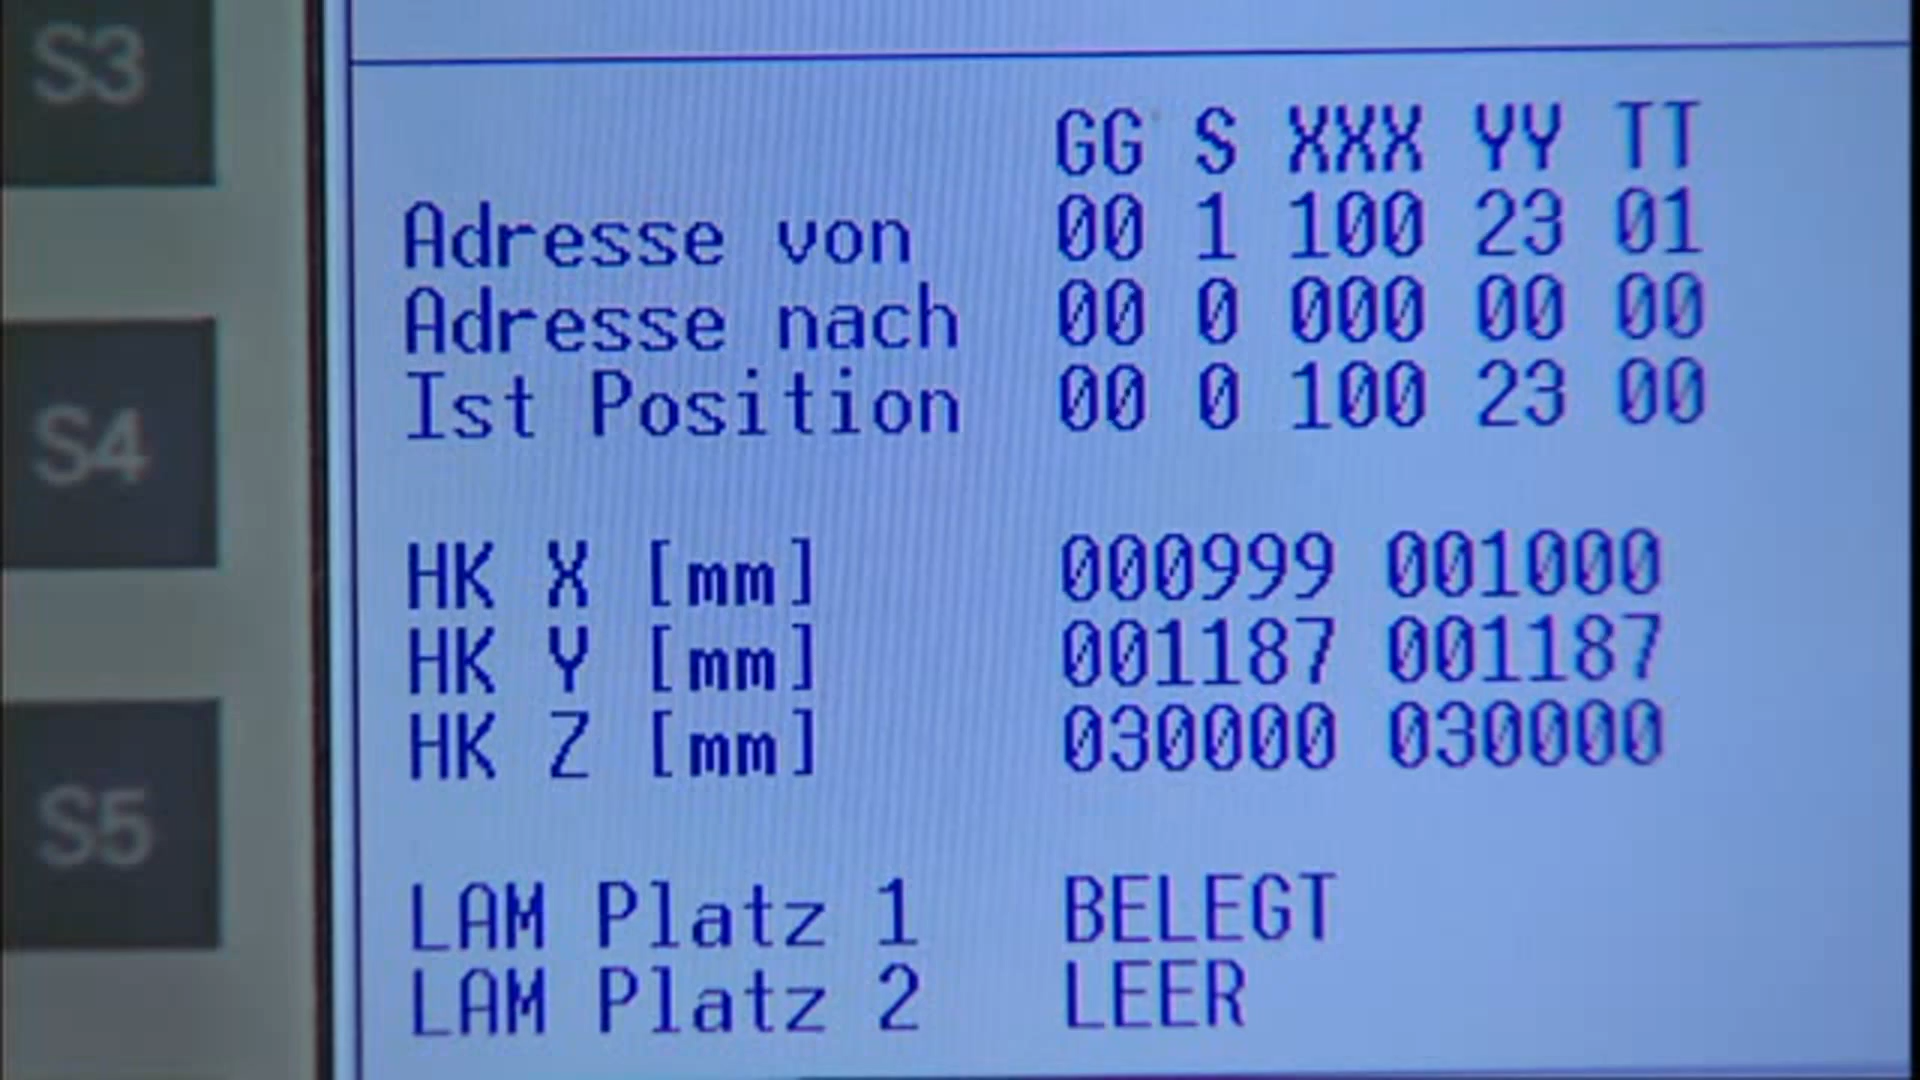 S3
GG S XXX YY TT
Adresse von 00 1 100 23 01
Adresse nach 00 0 000 00 00
Ist Position 00 0 100 23 00
S4
HK X [mm] 000999 001000
HK Y [mm] 001187 001187
HK Z [mm] 030000 030000
S5
LAM Platz 1 BELEGT
LAM Platz 2 LEER